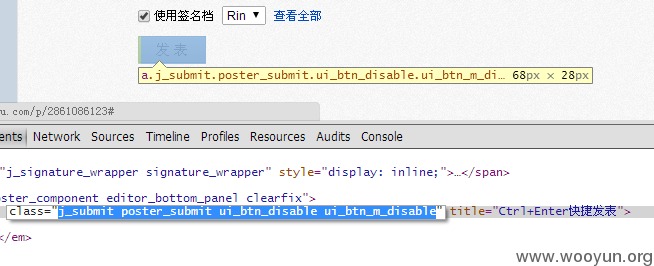 使用签名档 Rin 查看全部
发 表
a.j_submit.poster_submit.ui_btn_disable.ui_btn_m_di… 68px × 28px
u.com/p/2861086123#
ents Network Sources Timeline Profiles Resources Audits Console
"j_signature_wrapper signature_wrapper" style="display: inline;">…</span>
oster_component editor_bottom_panel clearfix">
class="j_submit poster_submit ui_btn_disable ui_btn_m_disable" title="Ctrl+Enter快捷发表">
</em>
www.wooyun.org